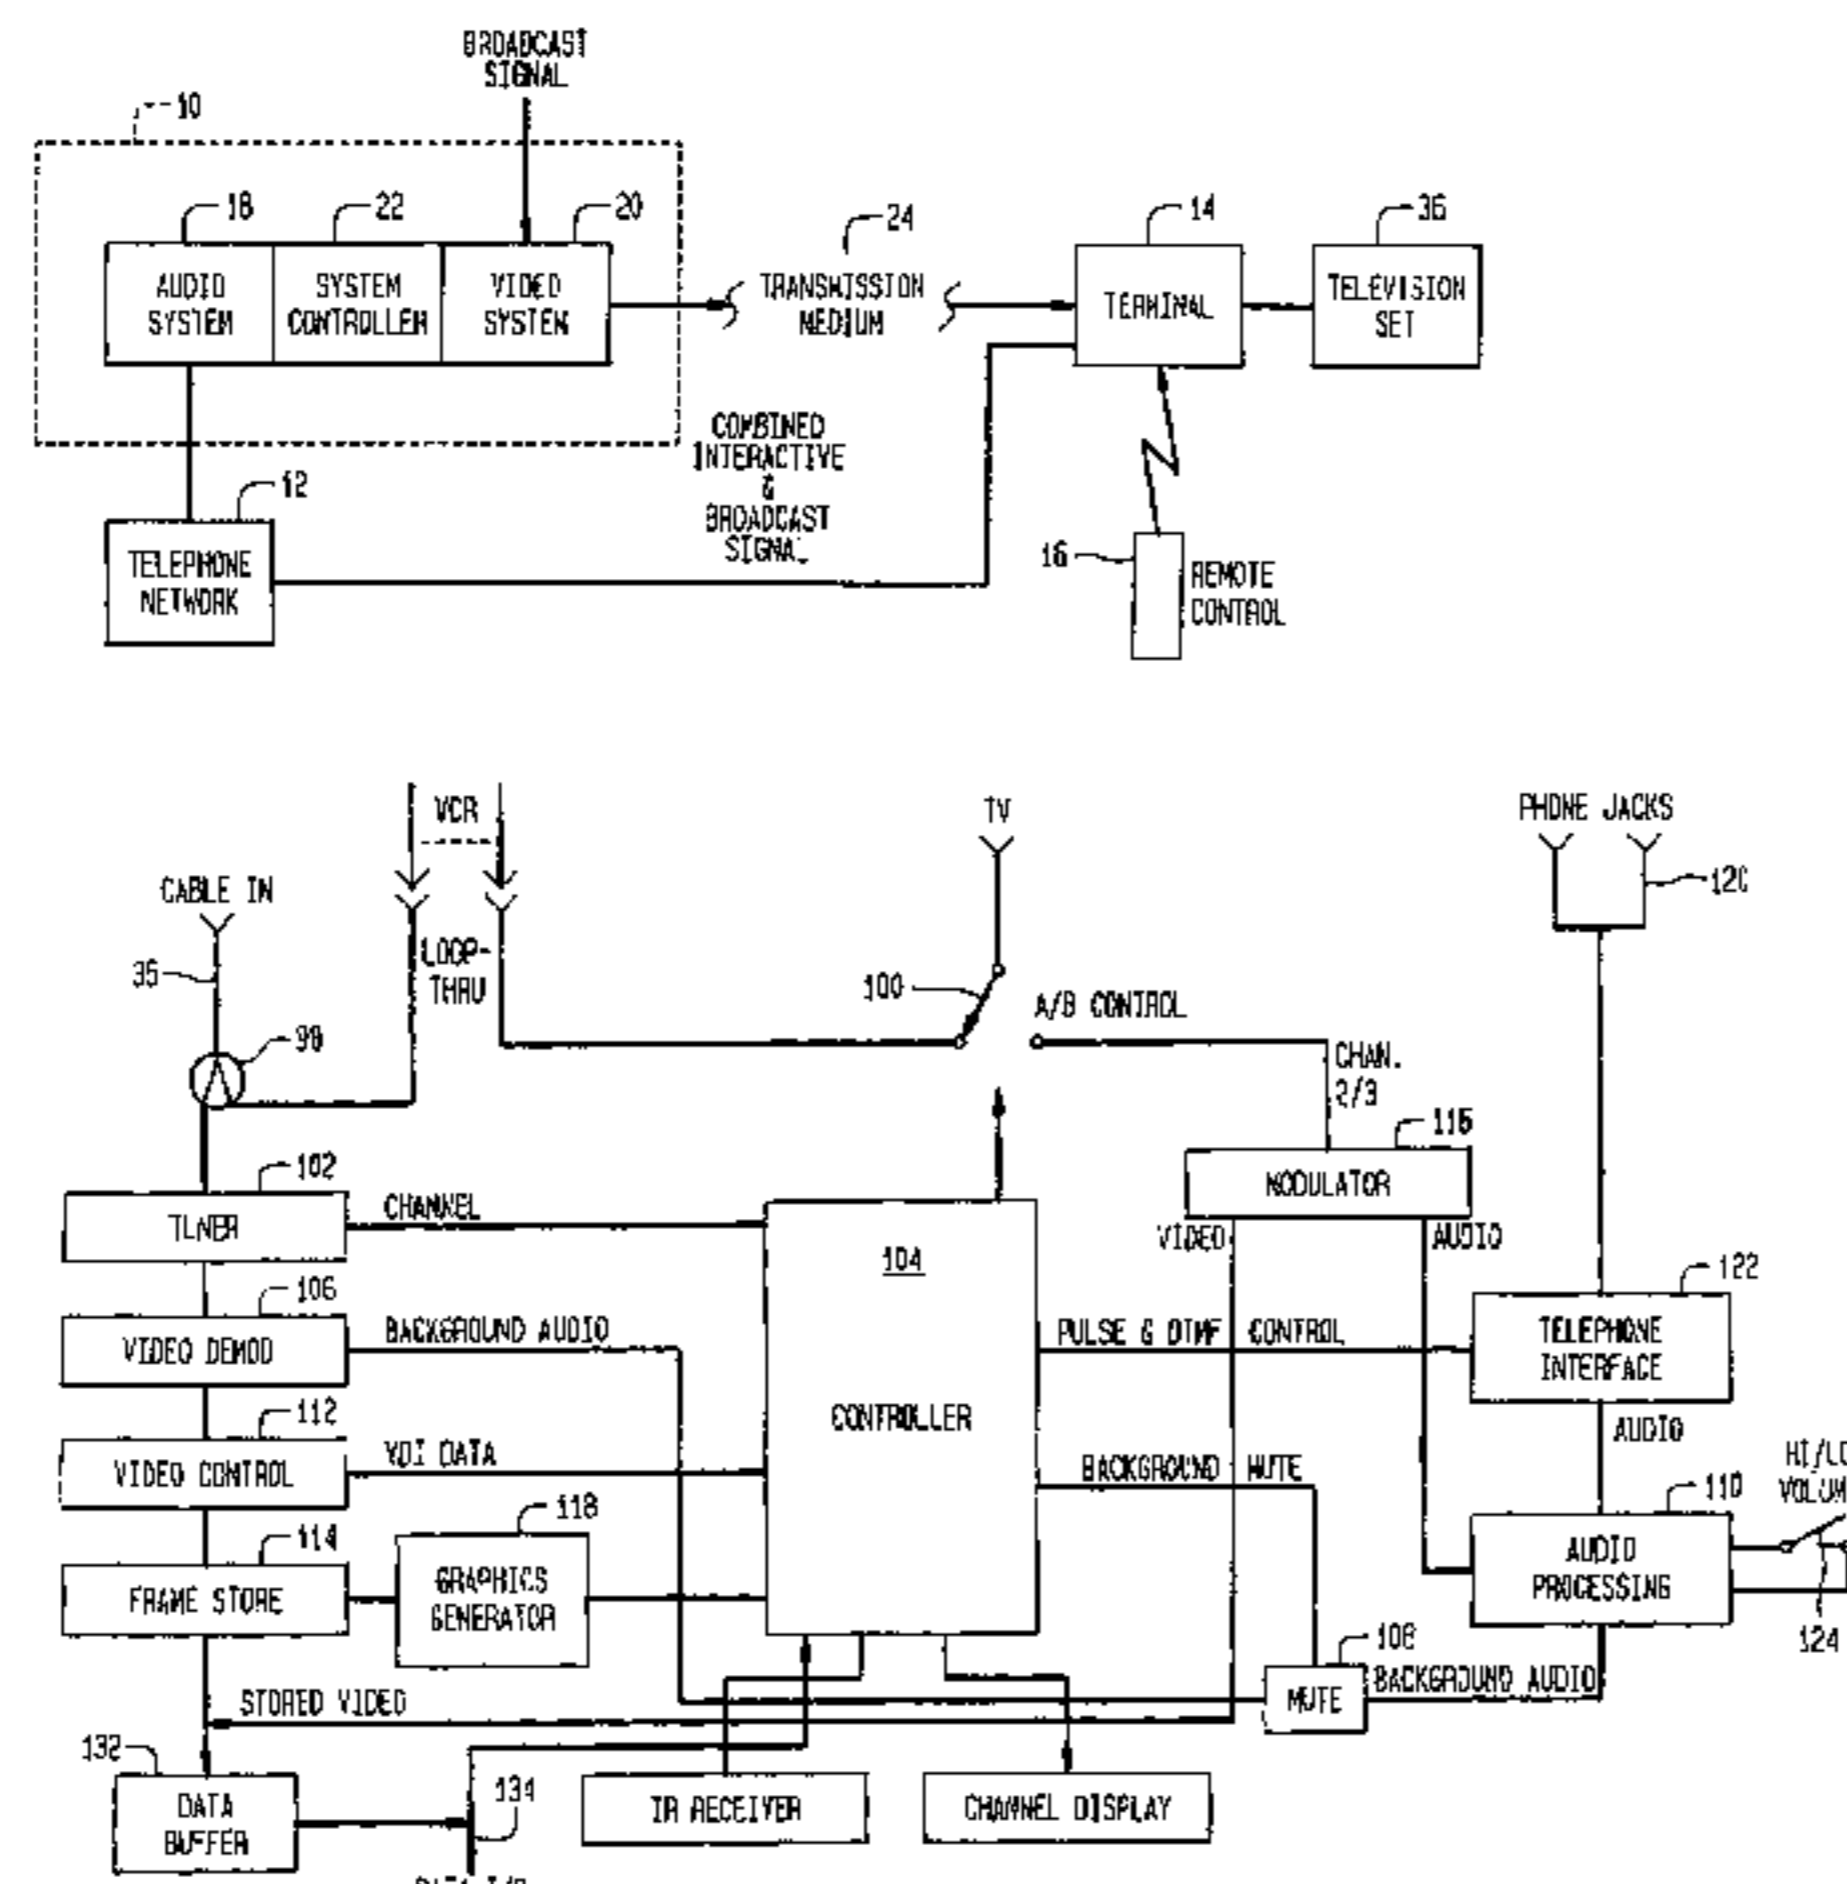 BROADCAST
SIGNAL
10
18
22
20
24
14
36
AUDIO
SYSTEM
SYSTEM
CONTROLLER
VIDEO
SYSTEM
TRANSMISSION
MEDIUM
TERMINAL
TELEVISION
SET
COMBINED
INTERACTIVE
&
BROADCAST
SIGNAL
12
TELEPHONE
NETWORK
16
REMOTE
CONTROL
VCR
TV
PHONE JACKS
CABLE IN
120
LOOP-
THRU
35
100
A/B CONTROL
98
CHAN.
2/3
102
116
TUNER
CHANNEL
MODULATOR
104
VIDEO
AUDIO
122
106
VIDEO DEMOD
BACKGROUND AUDIO
PULSE & DTMF CONTROL
TELEPHONE
INTERFACE
112
CONTROLLER
AUDIO
VIDEO CONTROL
VDI DATA
BACKGROUND MUTE
HI/LO
VOLUM
118
110
114
GRAPHICS
GENERATOR
AUDIO
PROCESSING
FRAME STORE
124
108
STORED VIDEO
MUTE
BACKGROUND AUDIO
132
134
DATA
BUFFER
IR RECEIVER
CHANNEL DISPLAY